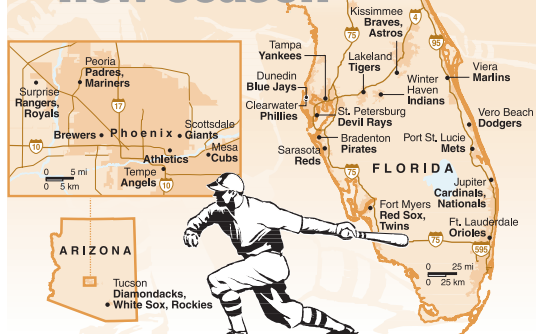 new season
Peoria
Padres,
Mariners
Surprise
Rangers,
Royals
17
Scottsdale
Giants
Brewers
Phoenix
10
Athletics
Mesa
Cubs
Tempe
Angels
10
0 5 mi
0 5 km
ARIZONA
Tucson
Diamondacks,
White Sox, Rockies
Kissimmee
Braves,
Astros
4
75
95
Tampa
Yankees
Lakeland
Tigers
Dunedin
Blue Jays
Clearwater
Phillies
Winter
Haven
Indians
Viera
Marlins
St. Petersburg
Devil Rays
Vero Beach
Dodgers
Bradenton
Pirates
Port St. Lucie
Mets
Sarasota
Reds
FLORIDA
75
Jupiter
Cardinals,
Nationals
Fort Myers
Red Sox,
Twins
Ft. Lauderdale
Orioles
75
595
0 25 mi
0 25 km